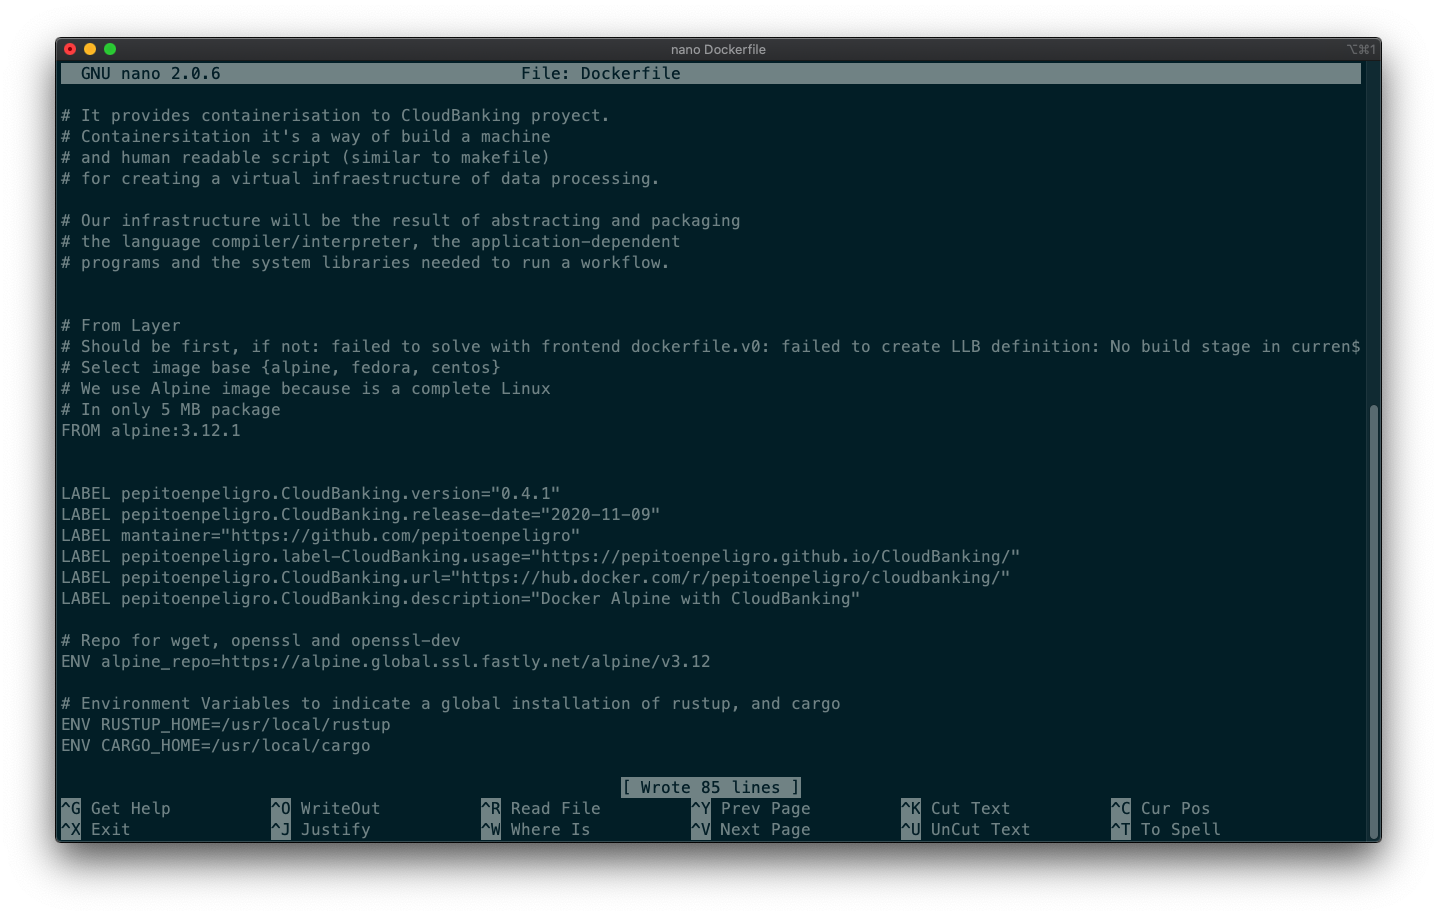 nano Dockerfile
⌥⌘1
GNU nano 2.0.6 File: Dockerfile
# It provides containerisation to CloudBanking proyect.
# Containersitation it's a way of build a machine
# and human readable script (similar to makefile)
# for creating a virtual infraestructure of data processing.
# Our infrastructure will be the result of abstracting and packaging
# the language compiler/interpreter, the application-dependent
# programs and the system libraries needed to run a workflow.
# From Layer
# Should be first, if not: failed to solve with frontend dockerfile.v0: failed to create LLB definition: No build stage in curren$
# Select image base {alpine, fedora, centos}
# We use Alpine image because is a complete Linux
# In only 5 MB package
FROM alpine:3.12.1
LABEL pepitoenpeligro.CloudBanking.version="0.4.1"
LABEL pepitoenpeligro.CloudBanking.release-date="2020-11-09"
LABEL mantainer="https://github.com/pepitoenpeligro"
LABEL pepitoenpeligro.label-CloudBanking.usage="https://pepitoenpeligro.github.io/CloudBanking/"
LABEL pepitoenpeligro.CloudBanking.url="https://hub.docker.com/r/pepitoenpeligro/cloudbanking/"
LABEL pepitoenpeligro.CloudBanking.description="Docker Alpine with CloudBanking"
# Repo for wget, openssl and openssl-dev
ENV alpine_repo=https://alpine.global.ssl.fastly.net/alpine/v3.12
# Environment Variables to indicate a global installation of rustup, and cargo
ENV RUSTUP_HOME=/usr/local/rustup
ENV CARGO_HOME=/usr/local/cargo
[ Wrote 85 lines ]
^G Get Help ^O WriteOut ^R Read File ^Y Prev Page ^K Cut Text ^C Cur Pos
^X Exit ^J Justify ^W Where Is ^V Next Page ^U UnCut Text ^T To Spell